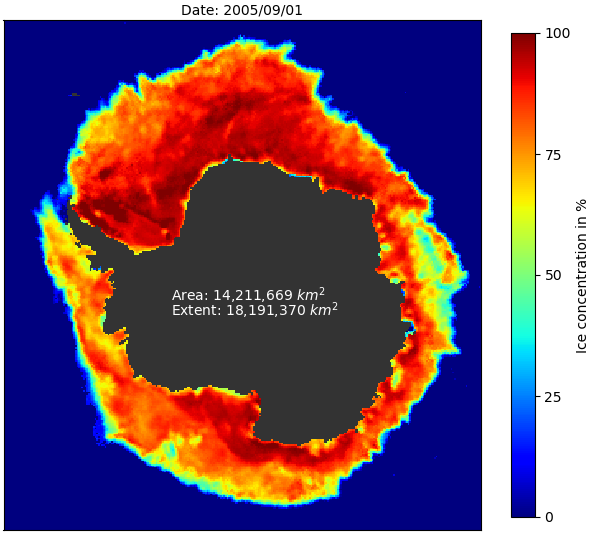 Date: 2005/09/01
100
75
50
25
0
Ice concentration in %
Area: 14,211,669 km²
Extent: 18,191,370 km²